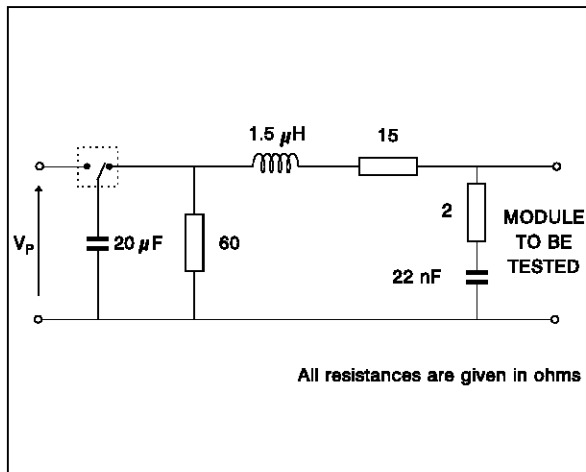 1.5 µH
15
V_P
20 µF
60
2
22 nF
MODULE
TO BE
TESTED
All resistances are given in ohms